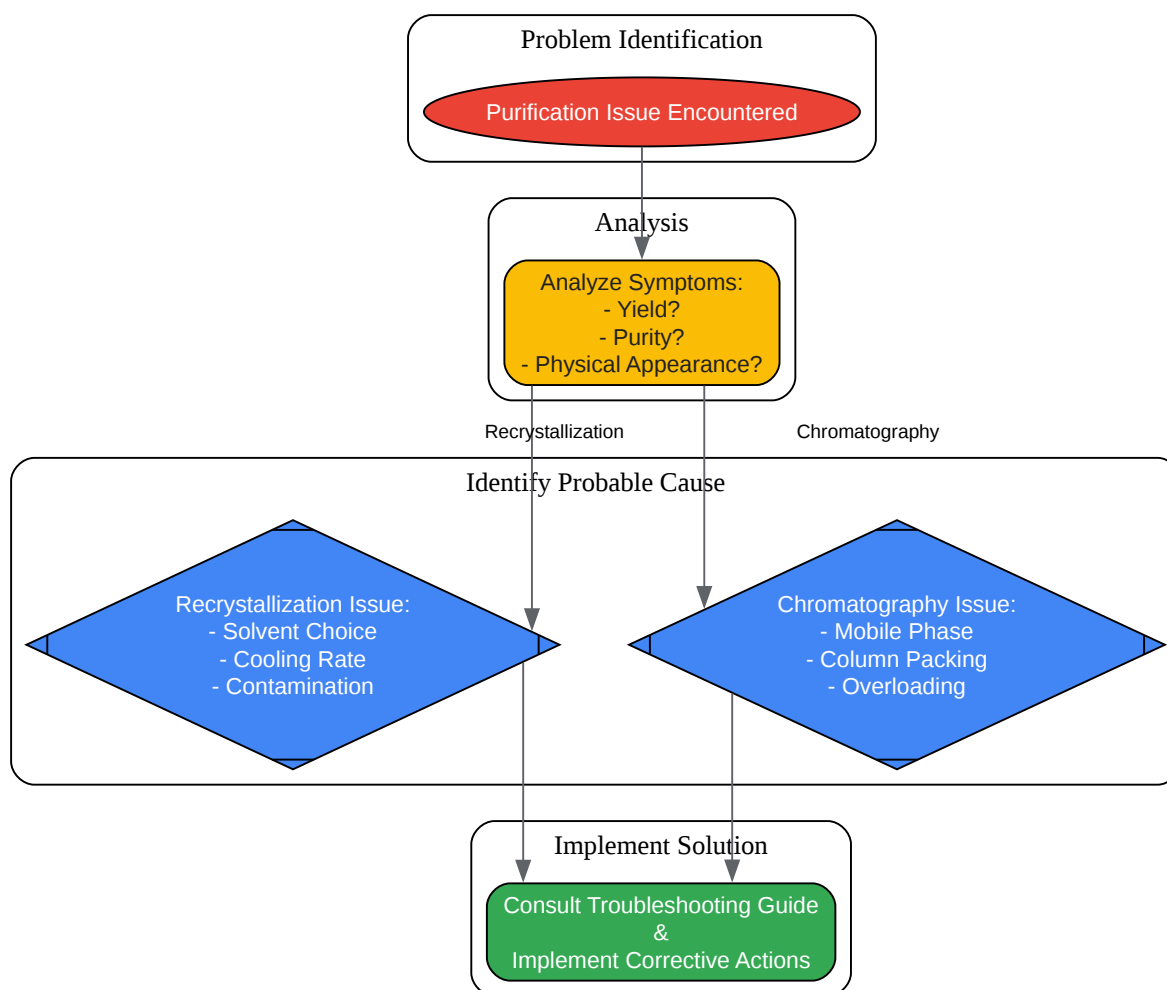 Problem Identification
Purification Issue Encountered
Analysis
Analyze Symptoms:
- Yield?
- Purity?
- Physical Appearance?
Recrystallization
Chromatography
Identify Probable Cause
Recrystallization Issue:
- Solvent Choice
- Cooling Rate
- Contamination
Chromatography Issue:
- Mobile Phase
- Column Packing
- Overloading
Implement Solution
Consult Troubleshooting Guide
&
Implement Corrective Actions